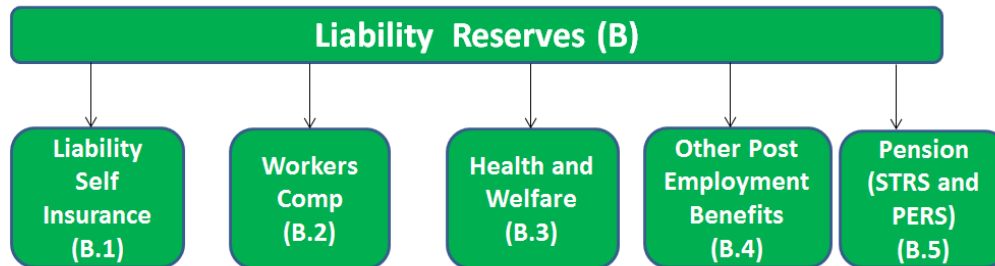 Liability Reserves (B)
Liability
Self
Insurance
(B.1)
Workers
Comp
(B.2)
Health and
Welfare
(B.3)
Other Post
Employment
Benefits
(B.4)
Pension
(STRS and
PERS)
(B.5)